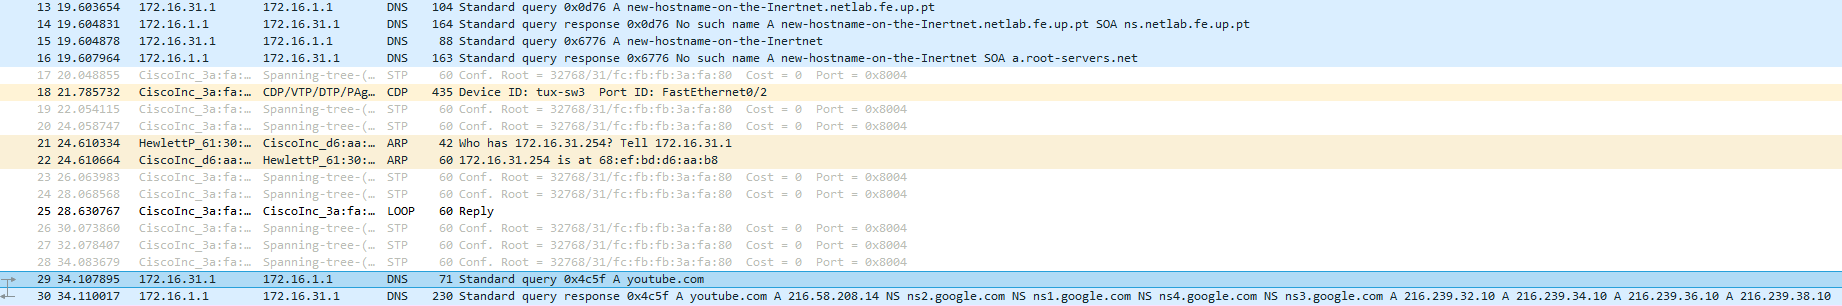 13 19.603654 172.16.31.1 172.16.1.1 DNS 104 Standard query 0x0d76 A new-hostname-on-the-Inertnet.netlab.fe.up.pt
14 19.604831 172.16.1.1 172.16.31.1 DNS 164 Standard query response 0x0d76 No such name A new-hostname-on-the-Inertnet.netlab.fe.up.pt SOA ns.netlab.fe.up.pt
15 19.604878 172.16.31.1 172.16.1.1 DNS 88 Standard query 0x6776 A new-hostname-on-the-Inertnet
16 19.607964 172.16.1.1 172.16.31.1 DNS 163 Standard query response 0x6776 No such name A new-hostname-on-the-Inertnet SOA a.root-servers.net
17 20.048855 CiscoInc_3a:fa:… Spanning-tree-(… STP 60 Conf. Root = 32768/31/fc:fb:fb:3a:fa:80 Cost = 0 Port = 0x8004
18 21.785732 CiscoInc_3a:fa:… CDP/VTP/DTP/PAg… CDP 435 Device ID: tux-sw3 Port ID: FastEthernet0/2
19 22.054115 CiscoInc_3a:fa:… Spanning-tree-(… STP 60 Conf. Root = 32768/31/fc:fb:fb:3a:fa:80 Cost = 0 Port = 0x8004
20 24.058747 CiscoInc_3a:fa:… Spanning-tree-(… STP 60 Conf. Root = 32768/31/fc:fb:fb:3a:fa:80 Cost = 0 Port = 0x8004
21 24.610334 HewlettP_61:30:… CiscoInc_d6:aa:… ARP 42 Who has 172.16.31.254? Tell 172.16.31.1
22 24.610664 CiscoInc_d6:aa:… HewlettP_61:30:… ARP 60 172.16.31.254 is at 68:ef:bd:d6:aa:b8
23 26.063983 CiscoInc_3a:fa:… Spanning-tree-(… STP 60 Conf. Root = 32768/31/fc:fb:fb:3a:fa:80 Cost = 0 Port = 0x8004
24 28.068568 CiscoInc_3a:fa:… Spanning-tree-(… STP 60 Conf. Root = 32768/31/fc:fb:fb:3a:fa:80 Cost = 0 Port = 0x8004
25 28.630767 CiscoInc_3a:fa:… CiscoInc_3a:fa:… LOOP 60 Reply
26 30.073860 CiscoInc_3a:fa:… Spanning-tree-(… STP 60 Conf. Root = 32768/31/fc:fb:fb:3a:fa:80 Cost = 0 Port = 0x8004
27 32.078407 CiscoInc_3a:fa:… Spanning-tree-(… STP 60 Conf. Root = 32768/31/fc:fb:fb:3a:fa:80 Cost = 0 Port = 0x8004
28 34.083679 CiscoInc_3a:fa:… Spanning-tree-(… STP 60 Conf. Root = 32768/31/fc:fb:fb:3a:fa:80 Cost = 0 Port = 0x8004
29 34.107895 172.16.31.1 172.16.1.1 DNS 71 Standard query 0x4c5f A youtube.com
30 34.110017 172.16.1.1 172.16.31.1 DNS 230 Standard query response 0x4c5f A youtube.com A 216.58.208.14 NS ns2.google.com NS ns1.google.com NS ns4.google.com NS ns3.google.com A 216.239.32.10 A 216.239.34.10 A 216.239.36.10 A 216.239.38.10